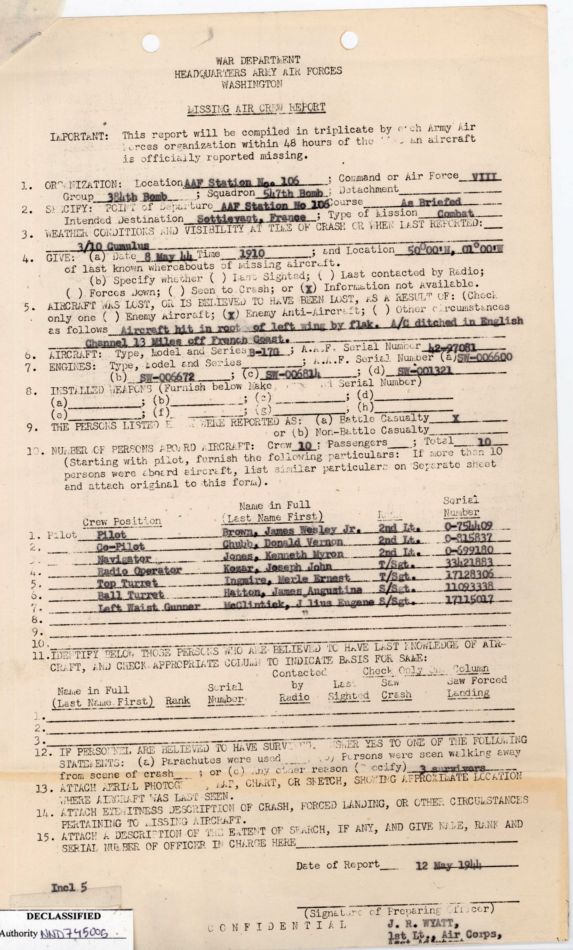 WAR DEPARTMENT
HEADQUARTERS ARMY AIR FORCES
WASHINGTON
MISSING AIR CREW REPORT
IMPORTANT: This report will be compiled in triplicate by each Army Air
Forces organization within 48 hours of the an aircraft
is officially reported missing.
1. ORGANIZATION: Location AAF Station No. 106 ; Command or Air Force VIII
Group 384th Bomb ; Squadron 547th Bomb ; Detachment
2. SPECIFY: POINT of Departure AAF Station No 106 Course As Briefed
Intended Destination Sottievast, France ; Type of Mission Combat
3. WEATHER CONDITIONS AND VISIBILITY AT TIME OF CRASH OR WHEN LAST REPORTED:
3/10 Cumulus
4. GIVE: (a) Date 8 May 44 Time 1910 ; and Location 50°00'N, 01°00'W
of last known whereabouts of missing aircraft.
(b) Specify whether ( ) Last Sighted; ( ) Last contacted by Radio;
( ) Forces Down; ( ) Seen to Crash; or (X) Information not Available.
5. AIRCRAFT WAS LOST, OR IS BELIEVED TO HAVE BEEN LOST, AS A RESULT OF: (Check
only one ( ) Enemy Aircraft; (X) Enemy Anti-Aircraft; ( ) Other circumstances
as follows Aircraft hit in root of left wing by flak. A/C ditched in English
Channel 13 Miles off French Coast.
6. AIRCRAFT: Type, Model and Series B-17G ; A.A.F. Serial Number 42-97081
7. ENGINES: Type, Model and Series ; A.A.F. Serial Number (a) SW-006600
(b) SW-006672 ; (c) SW-006814 ; (d) SW-001321
8. INSTALLED WEAPONS (Furnish below Make, and Serial Number)
(a) ; (b) ; (c) ; (d)
(e) ; (f) ; (g) ; (h)
9. THE PERSONS LISTED WERE REPORTED AS: (a) Battle Casualty X
or (b) Non-Battle Casualty
10. NUMBER OF PERSONS ABOARD AIRCRAFT: Crew 10 ; Passengers ; Total 10
(Starting with pilot, furnish the following particulars: If more than 10
persons were aboard aircraft, list similar particulars on Separate sheet
and attach original to this form).
Crew Position Name in Full (Last Name First) Serial Number
1. Pilot Pilot Brown, James Wesley Jr. 2nd Lt. 0-754409
2. Co-Pilot Chubb, Donald Vernon 2nd Lt. 0-815837
3. Navigator Jones, Kenneth Myron 2nd Lt. 0-699180
4. Radio Operator Kozar, Joseph John T/Sgt. 33421883
5. Top Turret Ingmire, Merle Ernest T/Sgt. 17128306
6. Ball Turret Hatton, James Augustine S/Sgt. 11093338
7. Left Waist Gunner McClintick, Julius Eugene S/Sgt. 17115017
8. "
9.
10.
11. IDENTIFY BELOW THOSE PERSONS WHO ARE BELIEVED TO HAVE LAST KNOWLEDGE OF AIR-
CRAFT, AND CHECK APPROPRIATE COLUMN TO INDICATE BASIS FOR SAME:
Contacted Check Only One Column
Name in Full Serial by Last Saw Saw Forced
(Last Name First) Rank Number Radio Sighted Crash Landing
1.
2.
3.
12. IF PERSONNEL ARE BELIEVED TO HAVE SURVIVED, ANSWER YES TO ONE OF THE FOLLOWING
STATEMENTS: (a) Parachutes were used Persons were seen walking away
from scene of crash ; or (c) Any other reason (Specify) 3 survivors
13. ATTACH AERIAL PHOTOGRAPH, MAP, CHART, OR SKETCH, SHOWING APPROXIMATE LOCATION
WHERE AIRCRAFT WAS LAST SEEN.
14. ATTACH EYEWITNESS DESCRIPTION OF CRASH, FORCED LANDING, OR OTHER CIRCUMSTANCES
PERTAINING TO MISSING AIRCRAFT.
15. ATTACH A DESCRIPTION OF THE EXTENT OF SEARCH, IF ANY, AND GIVE NAME, RANK AND
SERIAL NUMBER OF OFFICER IN CHARGE HERE
Date of Report 12 May 1944
Incl 5
(Signature of Preparing Officer)
CONFIDENTIAL J. R. WYATT,
1st Lt., Air Corps,
DECLASSIFIED
Authority NND745005